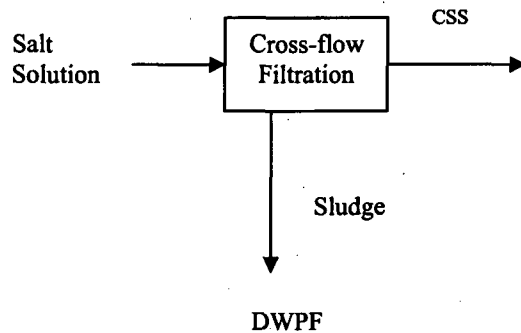 CSS
Salt
Solution
Cross-flow
Filtration
Sludge
DWPF